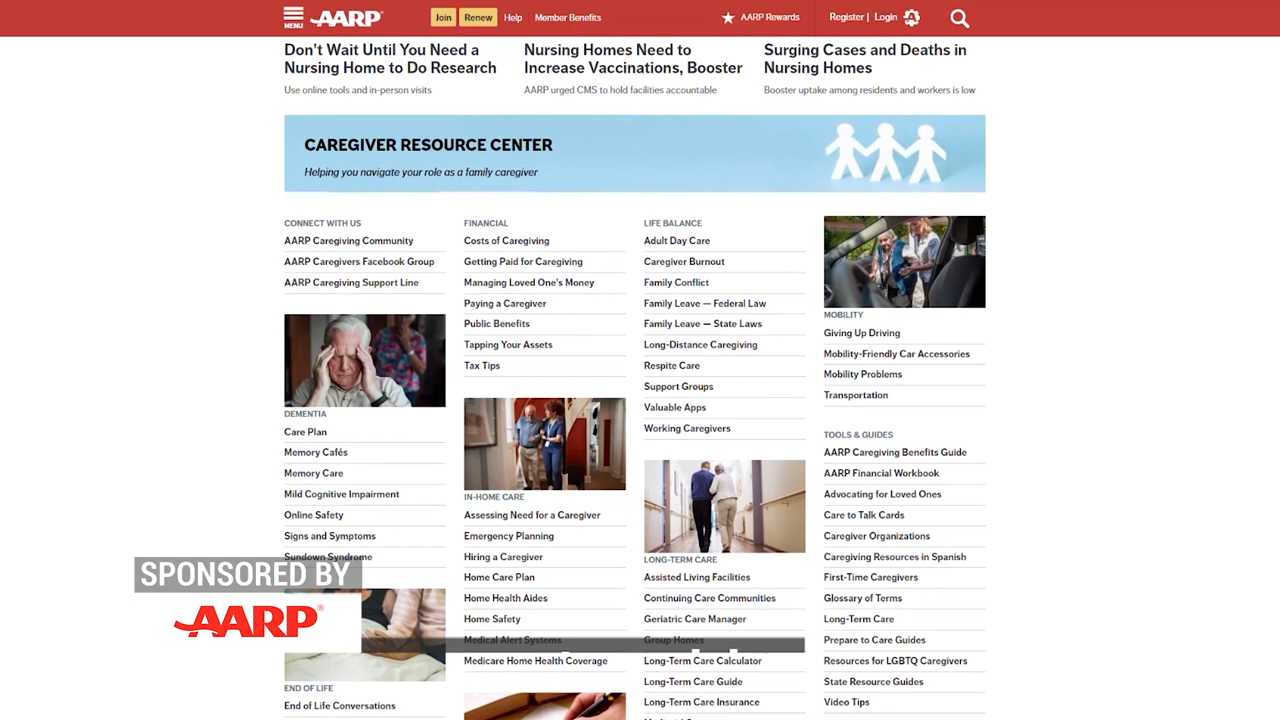 MENU
AARP
Join
Renew
Help
Member Benefits
AARP Rewards
Register | Login
Don't Wait Until You Need a
Nursing Home to Do Research
Use online tools and in-person visits
Nursing Homes Need to
Increase Vaccinations, Booster
AARP urged CMS to hold facilities accountable
Surging Cases and Deaths in
Nursing Homes
Booster uptake among residents and workers is low
CAREGIVER RESOURCE CENTER
Helping you navigate your role as a family caregiver
CONNECT WITH US
AARP Caregiving Community
AARP Caregivers Facebook Group
AARP Caregiving Support Line
DEMENTIA
Care Plan
Memory Cafés
Memory Care
Mild Cognitive Impairment
Online Safety
Signs and Symptoms
Sundown Syndrome
END OF LIFE
End of Life Conversations
FINANCIAL
Costs of Caregiving
Getting Paid for Caregiving
Managing Loved One's Money
Paying a Caregiver
Public Benefits
Tapping Your Assets
Tax Tips
IN-HOME CARE
Assessing Need for a Caregiver
Emergency Planning
Hiring a Caregiver
Home Care Plan
Home Health Aides
Home Safety
Medical Alert Systems
Medicare Home Health Coverage
LIFE BALANCE
Adult Day Care
Caregiver Burnout
Family Conflict
Family Leave — Federal Law
Family Leave — State Laws
Long-Distance Caregiving
Respite Care
Support Groups
Valuable Apps
Working Caregivers
LONG-TERM CARE
Assisted Living Facilities
Continuing Care Communities
Geriatric Care Manager
Group Homes
Long-Term Care Calculator
Long-Term Care Guide
Long-Term Care Insurance
MOBILITY
Giving Up Driving
Mobility-Friendly Car Accessories
Mobility Problems
Transportation
TOOLS & GUIDES
AARP Caregiving Benefits Guide
AARP Financial Workbook
Advocating for Loved Ones
Care to Talk Cards
Caregiver Organizations
Caregiving Resources in Spanish
First-Time Caregivers
Glossary of Terms
Long-Term Care
Prepare to Care Guides
Resources for LGBTQ Caregivers
State Resource Guides
Video Tips
SPONSORED BY
AARP®